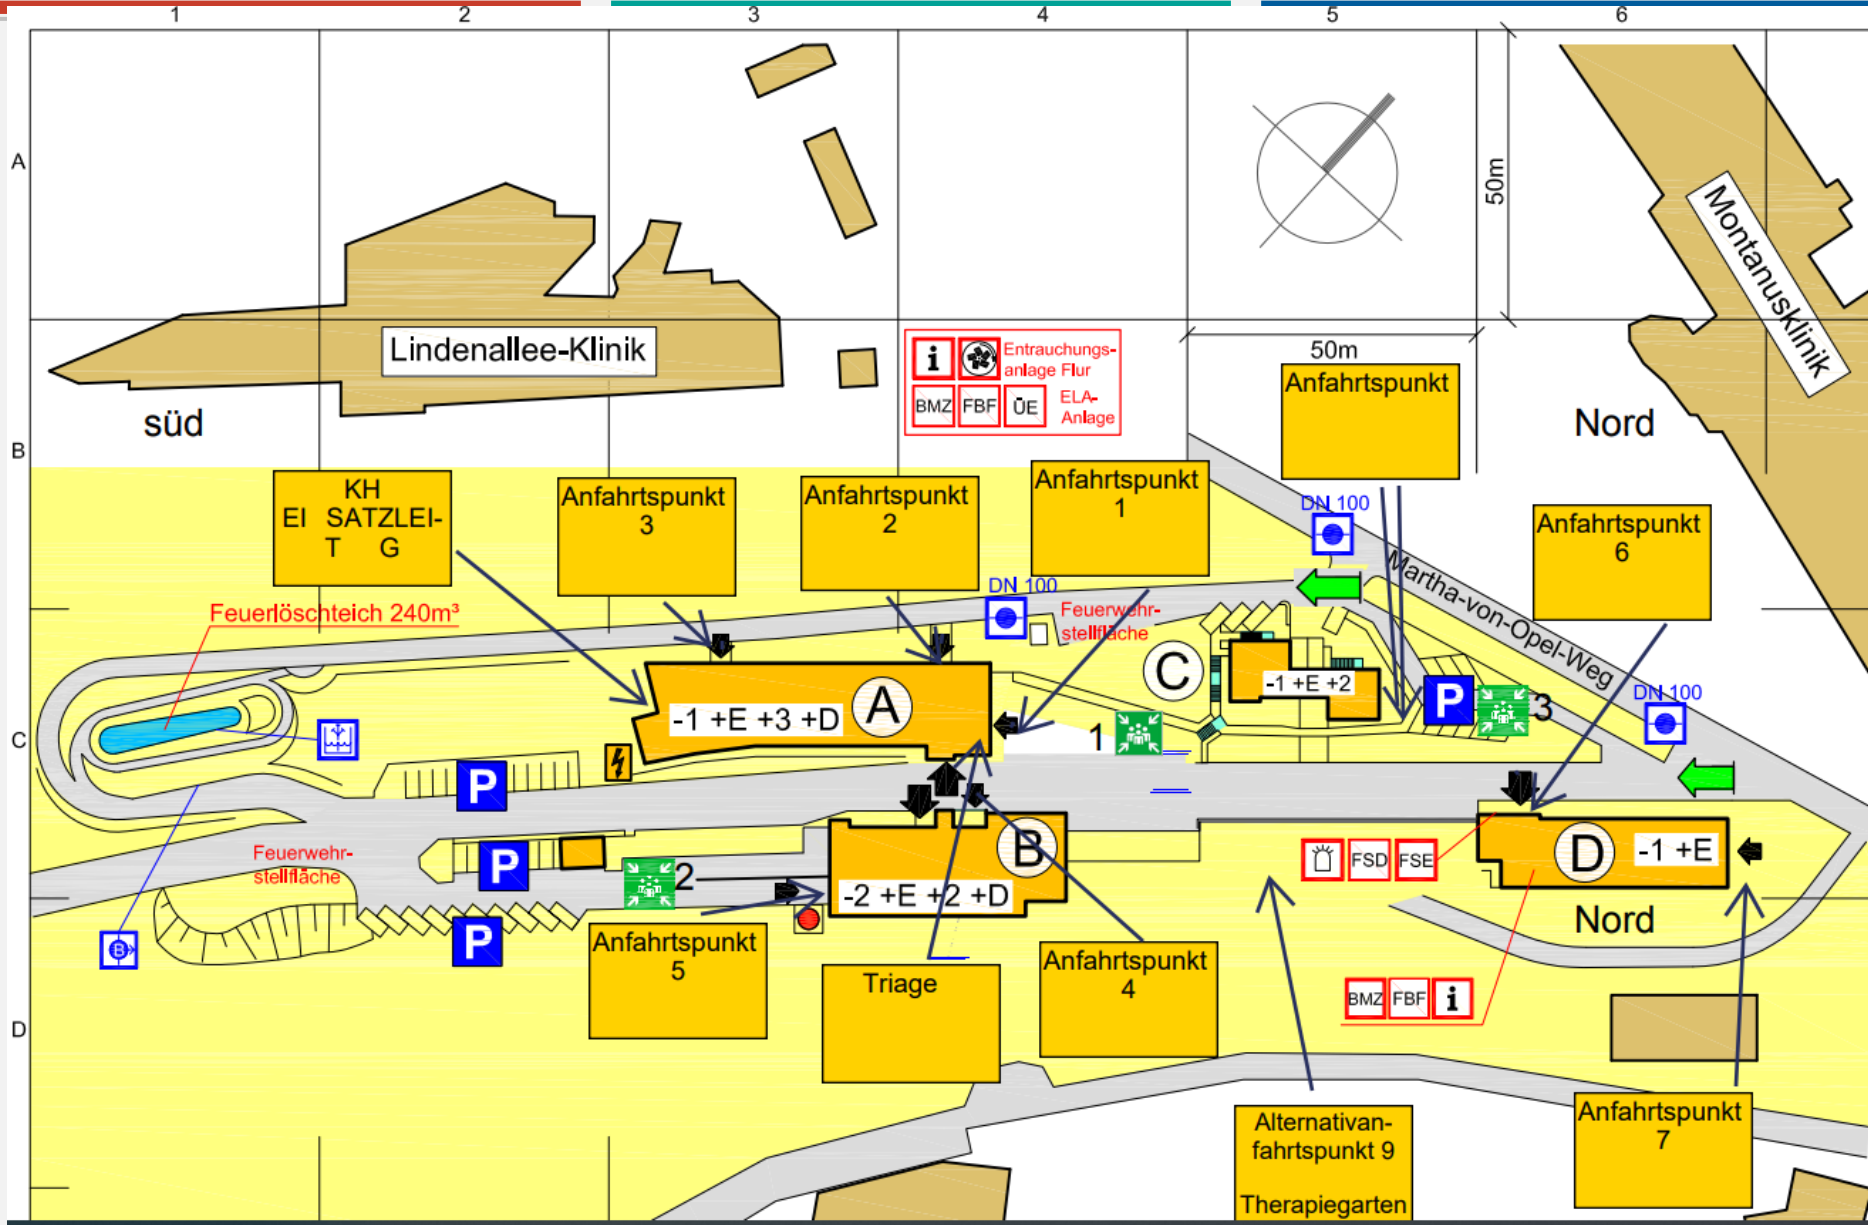 1
2
3
4
5
6
A
50m
Montanusklinik
Lindenallee-Klinik
Entrauchungs-
anlage Flur
BMZ FBF ÜE
ELA-
Anlage
50m
süd
Nord
B
Anfahrtspunkt
KH
EI SATZLEI-
T G
Anfahrtspunkt
3
Anfahrtspunkt
2
Anfahrtspunkt
1
DN 100
Anfahrtspunkt
6
Martha-von-Opel-Weg
DN 100
Feuerlöschteich 240m³
Feuerwehr-
stellfläche
C
-1 +E +2
A
-1 +E +3 +D
P
3
DN 100
C
1
P
B
-2 +E +2 +D
D
-1 +E
FSD FSE
Feuerwehr-
stellfläche
P
2
Nord
P
B
Anfahrtspunkt
5
Triage
Anfahrtspunkt
4
BMZ FBF i
D
Alternativan-
fahrtspunkt 9
Therapiegarten
Anfahrtspunkt
7